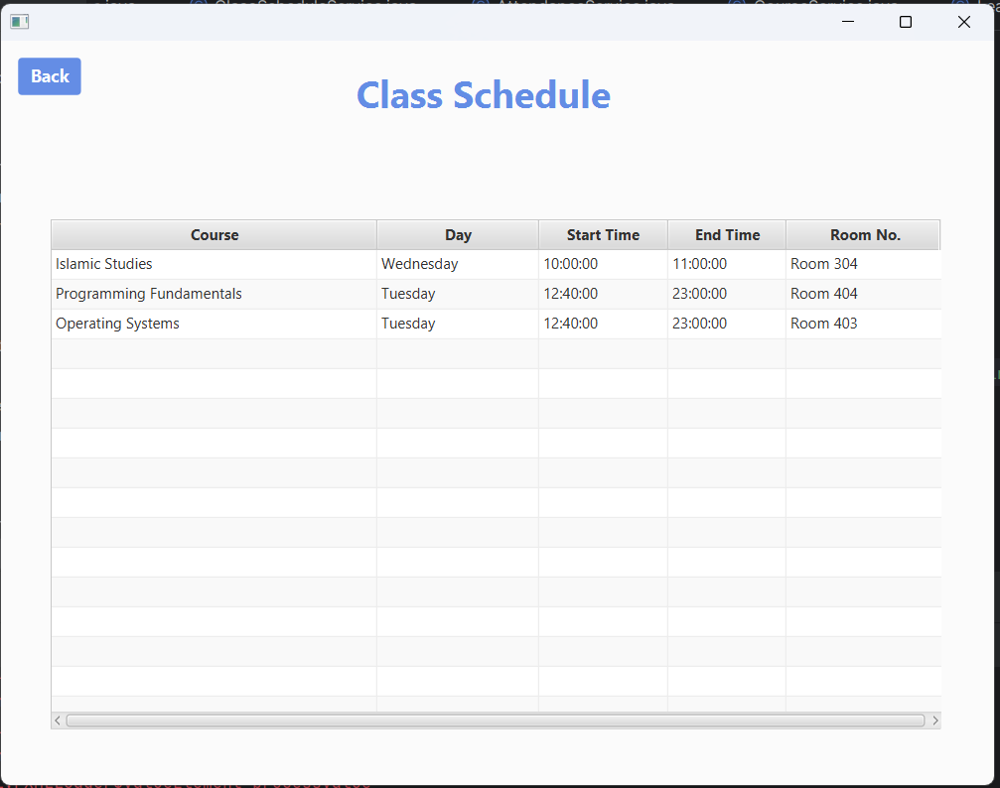 Back
Class Schedule
Course Day Start Time End Time Room No.
Islamic Studies Wednesday 10:00:00 11:00:00 Room 304
Programming Fundamentals Tuesday 12:40:00 23:00:00 Room 404
Operating Systems Tuesday 12:40:00 23:00:00 Room 403